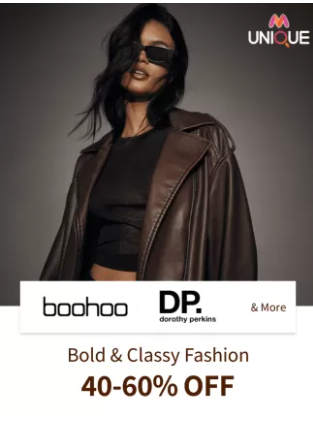 UNIQUE
boohoo
DP.
dorothy perkins
& More
Bold & Classy Fashion
40-60% OFF